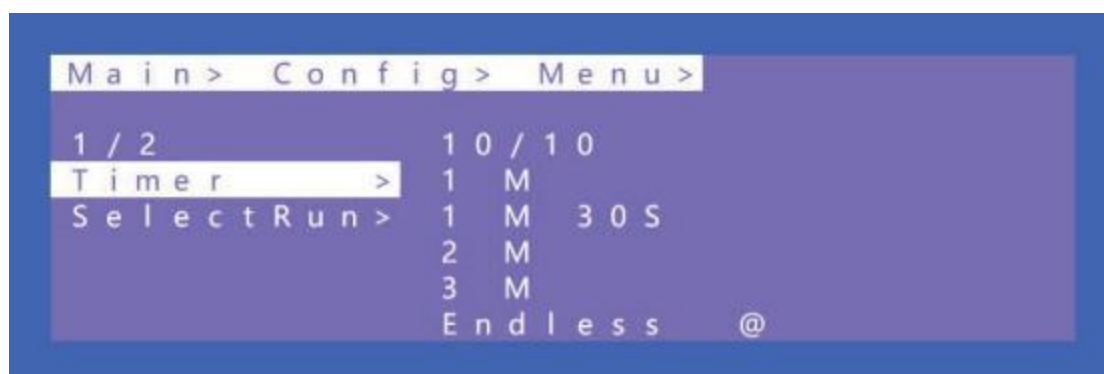 Main> Config> Menu>
1/2 10/10
Timer > 1 M
SelectRun> 1 M 30S
2 M
3 M
Endless @